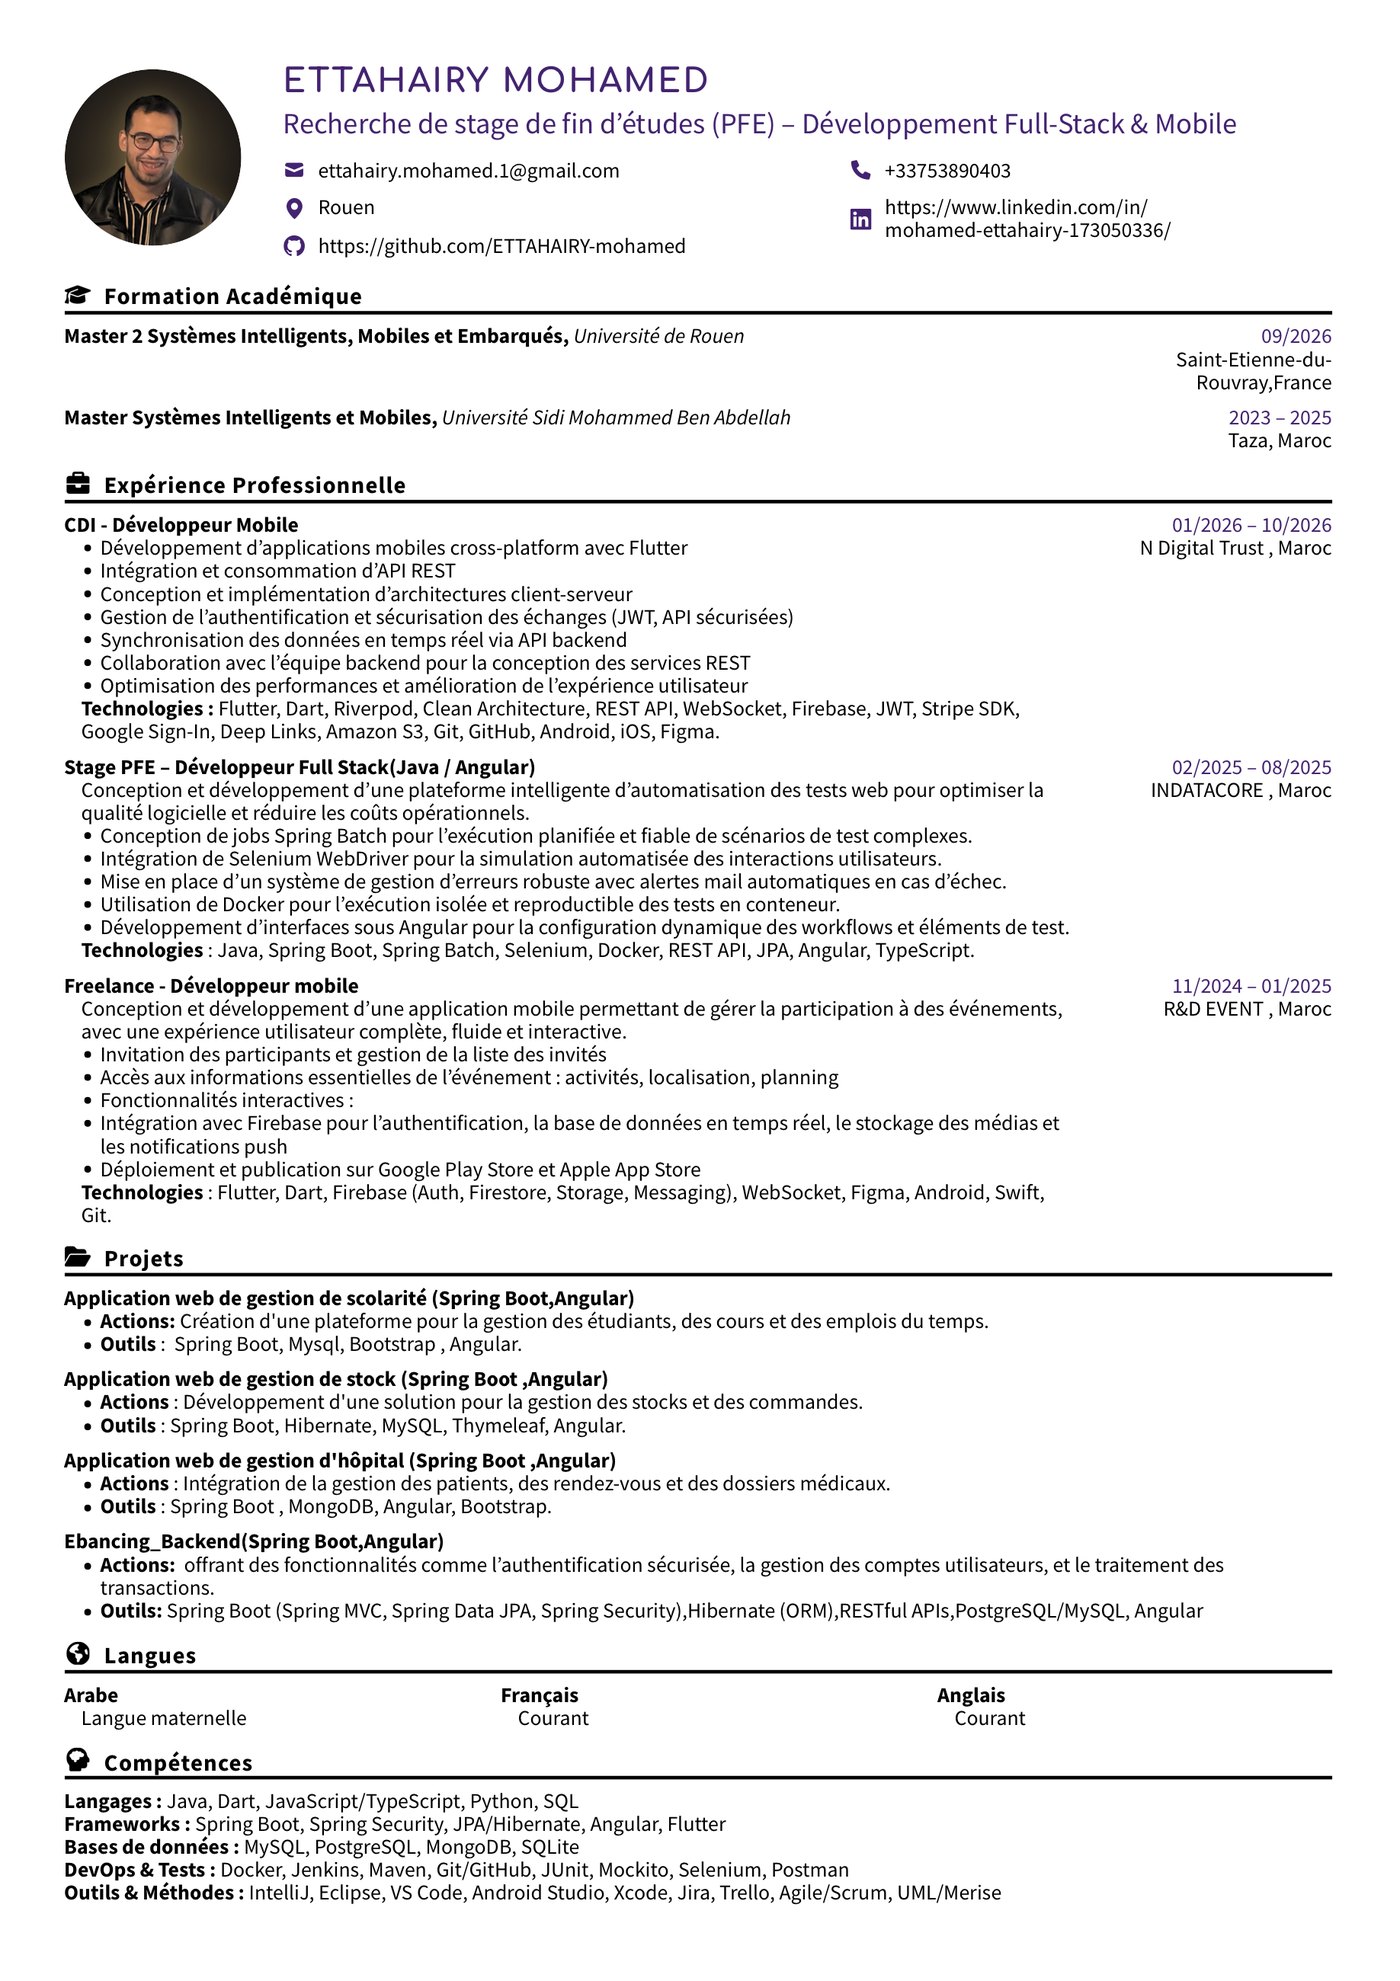 ETTAHAIRY MOHAMED
Recherche de stage de fin d’études (PFE) – Développement Full-Stack & Mobile
ettahairy.mohamed.1@gmail.com
+33753890403
Rouen
https://www.linkedin.com/in/
mohamed-ettahairy-173050336/
https://github.com/ETTAHAIRY-mohamed
Formation Académique
Master 2 Systèmes Intelligents, Mobiles et Embarqués, Université de Rouen
09/2026
Saint-Etienne-du-
Rouvray,France
Master Systèmes Intelligents et Mobiles, Université Sidi Mohammed Ben Abdellah
2023 – 2025
Taza, Maroc
Expérience Professionnelle
CDI - Développeur Mobile
01/2026 – 10/2026
N Digital Trust , Maroc
• Développement d’applications mobiles cross-platform avec Flutter
• Intégration et consommation d’API REST
• Conception et implémentation d’architectures client-serveur
• Gestion de l’authentification et sécurisation des échanges (JWT, API sécurisées)
• Synchronisation des données en temps réel via API backend
• Collaboration avec l’équipe backend pour la conception des services REST
• Optimisation des performances et amélioration de l’expérience utilisateur
Technologies : Flutter, Dart, Riverpod, Clean Architecture, REST API, WebSocket, Firebase, JWT, Stripe SDK,
Google Sign-In, Deep Links, Amazon S3, Git, GitHub, Android, iOS, Figma.
Stage PFE – Développeur Full Stack(Java / Angular)
02/2025 – 08/2025
INDATACORE , Maroc
Conception et développement d’une plateforme intelligente d’automatisation des tests web pour optimiser la
qualité logicielle et réduire les coûts opérationnels.
• Conception de jobs Spring Batch pour l’exécution planifiée et fiable de scénarios de test complexes.
• Intégration de Selenium WebDriver pour la simulation automatisée des interactions utilisateurs.
• Mise en place d’un système de gestion d’erreurs robuste avec alertes mail automatiques en cas d’échec.
• Utilisation de Docker pour l’exécution isolée et reproductible des tests en conteneur.
• Développement d’interfaces sous Angular pour la configuration dynamique des workflows et éléments de test.
Technologies : Java, Spring Boot, Spring Batch, Selenium, Docker, REST API, JPA, Angular, TypeScript.
Freelance - Développeur mobile
11/2024 – 01/2025
R&D EVENT , Maroc
Conception et développement d’une application mobile permettant de gérer la participation à des événements,
avec une expérience utilisateur complète, fluide et interactive.
• Invitation des participants et gestion de la liste des invités
• Accès aux informations essentielles de l’événement : activités, localisation, planning
• Fonctionnalités interactives :
• Intégration avec Firebase pour l’authentification, la base de données en temps réel, le stockage des médias et
les notifications push
• Déploiement et publication sur Google Play Store et Apple App Store
Technologies : Flutter, Dart, Firebase (Auth, Firestore, Storage, Messaging), WebSocket, Figma, Android, Swift,
Git.
Projets
Application web de gestion de scolarité (Spring Boot,Angular)
• Actions: Création d'une plateforme pour la gestion des étudiants, des cours et des emplois du temps.
• Outils : Spring Boot, Mysql, Bootstrap , Angular.
Application web de gestion de stock (Spring Boot ,Angular)
• Actions : Développement d'une solution pour la gestion des stocks et des commandes.
• Outils : Spring Boot, Hibernate, MySQL, Thymeleaf, Angular.
Application web de gestion d'hôpital (Spring Boot ,Angular)
• Actions : Intégration de la gestion des patients, des rendez-vous et des dossiers médicaux.
• Outils : Spring Boot , MongoDB, Angular, Bootstrap.
Ebancing_Backend(Spring Boot,Angular)
• Actions: offrant des fonctionnalités comme l’authentification sécurisée, la gestion des comptes utilisateurs, et le traitement des
transactions.
• Outils: Spring Boot (Spring MVC, Spring Data JPA, Spring Security),Hibernate (ORM),RESTful APIs,PostgreSQL/MySQL, Angular
Langues
Arabe
Langue maternelle
Français
Courant
Anglais
Courant
Compétences
Langages : Java, Dart, JavaScript/TypeScript, Python, SQL
Frameworks : Spring Boot, Spring Security, JPA/Hibernate, Angular, Flutter
Bases de données : MySQL, PostgreSQL, MongoDB, SQLite
DevOps & Tests : Docker, Jenkins, Maven, Git/GitHub, JUnit, Mockito, Selenium, Postman
Outils & Méthodes : IntelliJ, Eclipse, VS Code, Android Studio, Xcode, Jira, Trello, Agile/Scrum, UML/Merise